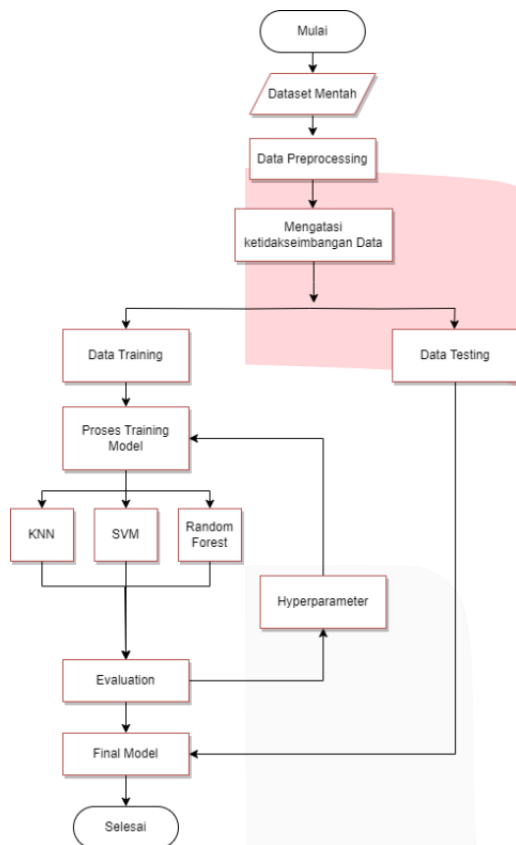 Mulai
Dataset Mentah
Data Preprocessing
Mengatasi
ketidakseimbangan Data
Data Training
Data Testing
Proses Training
Model
KNN
SVM
Random
Forest
Hyperparameter
Evaluation
Final Model
Selesai